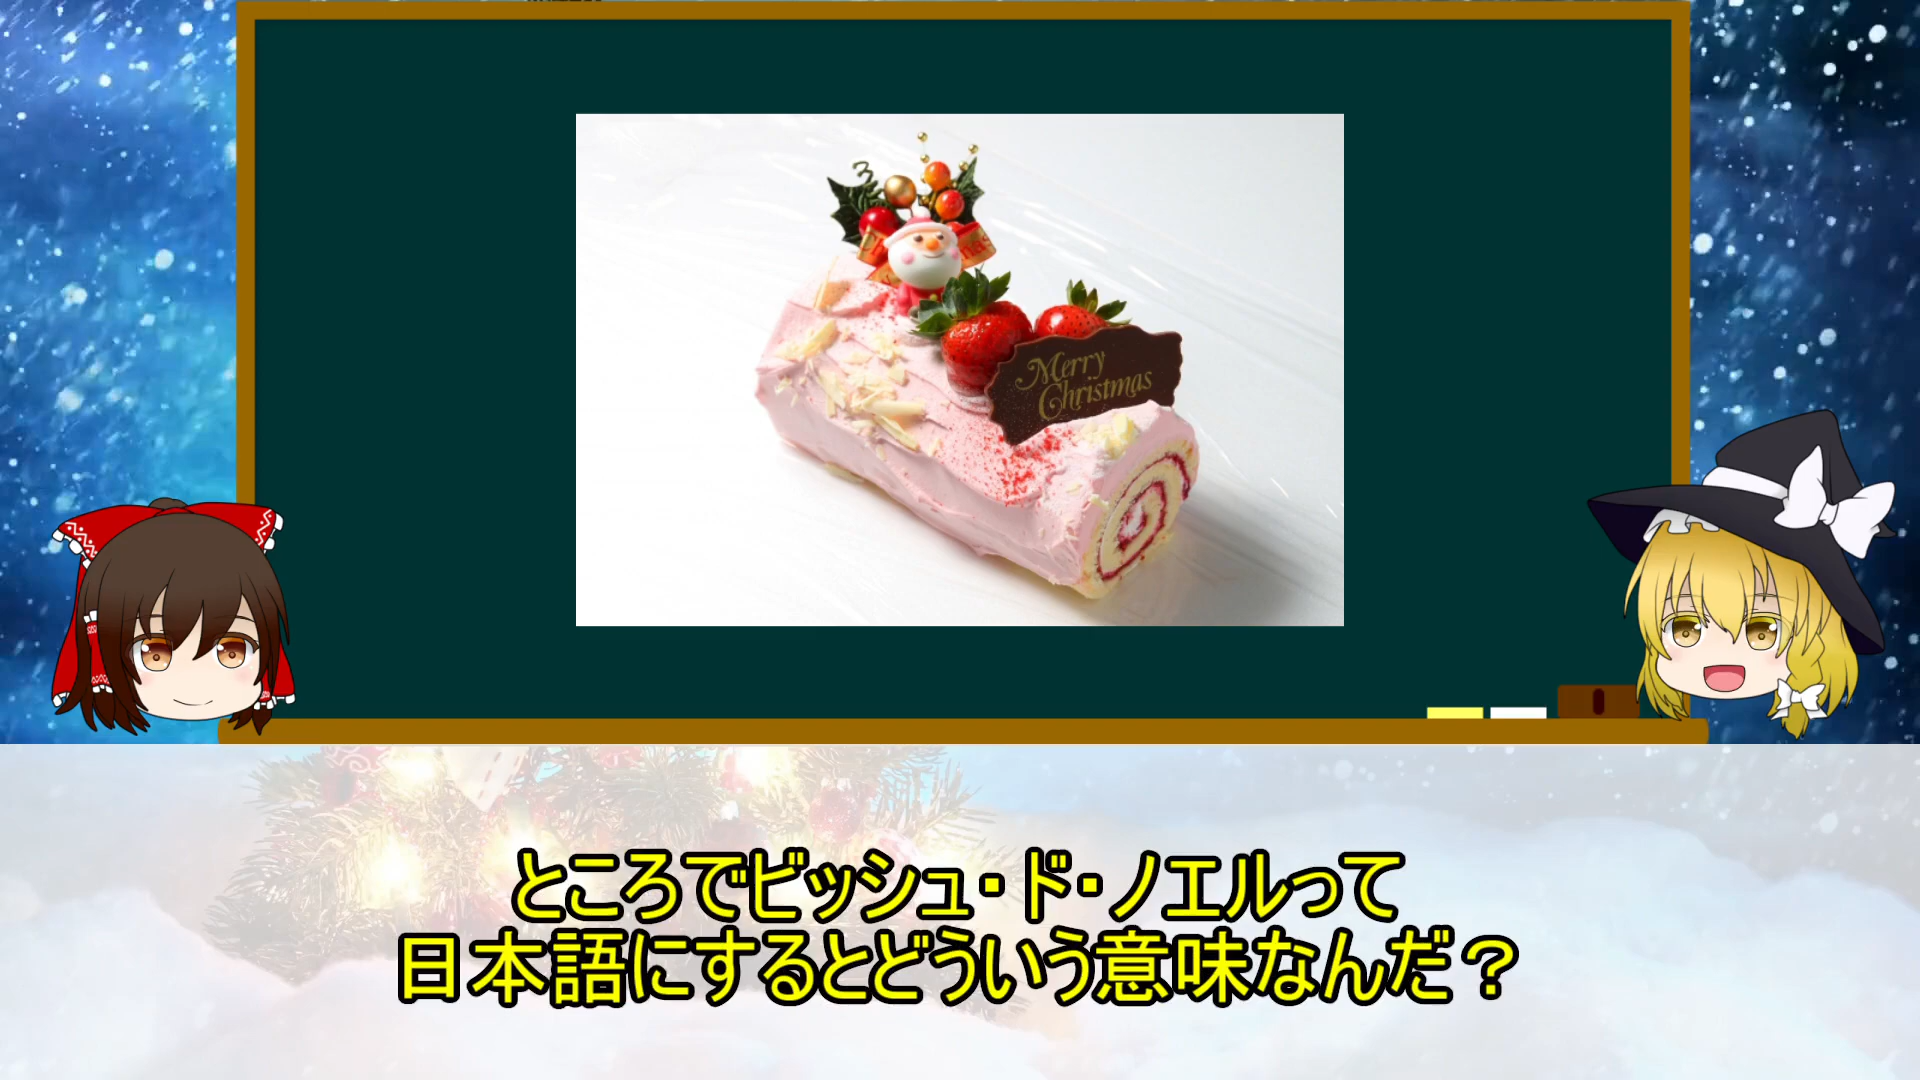 Merry
Christmas
ところでビッシュ・ド・ノエルって
日本語にするとどういう意味なんだ？